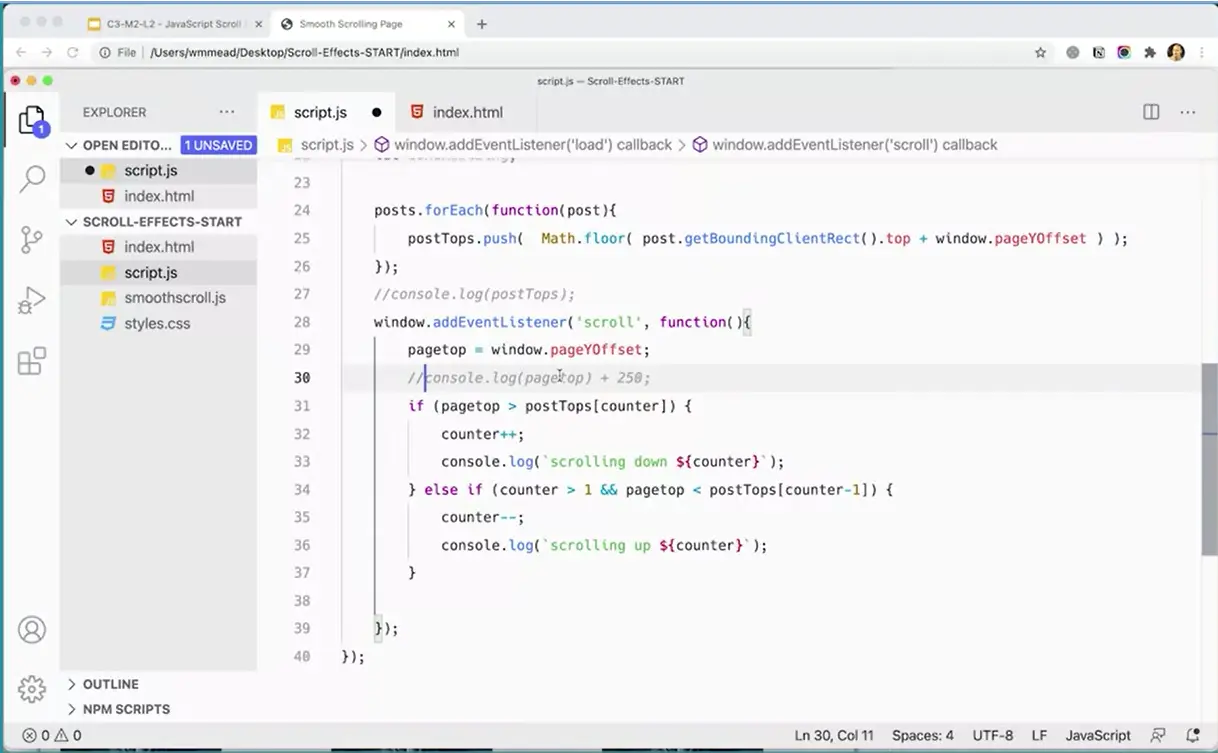 C3-M2-L2 - JavaScript Scroll
Smooth Scrolling Page
File /Users/wmmead/Desktop/Scroll-Effects-START/index.html
script.js — Scroll-Effects-START
EXPLORER
script.js
index.html
1
OPEN EDITO... 1 UNSAVED
script.js > window.addEventListener('load') callback > window.addEventListener('scroll') callback
script.js
23
index.html
SCROLL-EFFECTS-START
24 posts.forEach(function(post){
index.html
25 postTops.push( Math.floor( post.getBoundingClientRect().top + window.pageYOffset ) );
script.js
26 });
smoothscroll.js
27 //console.log(postTops);
styles.css
28 window.addEventListener('scroll', function(){
29 pagetop = window.pageYOffset;
30 //console.log(pagetop) + 250;
31 if (pagetop > postTops[counter]) {
32 counter++;
33 console.log(`scrolling down ${counter}`);
34 } else if (counter > 1 && pagetop < postTops[counter-1]) {
35 counter--;
36 console.log(`scrolling up ${counter}`);
37 }
38
39 });
40 });
OUTLINE
NPM SCRIPTS
0 0
Ln 30, Col 11 Spaces: 4 UTF-8 LF JavaScript